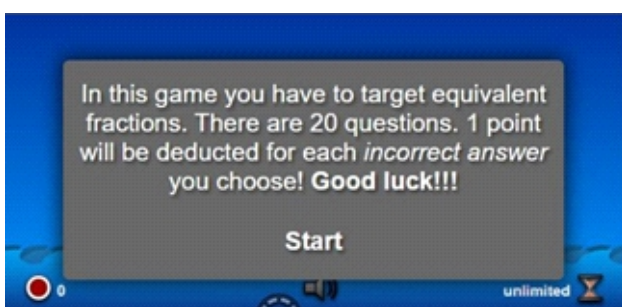 In this game you have to target equivalent
fractions. There are 20 questions. 1 point
will be deducted for each incorrect answer
you choose! Good luck!!!
Start
0
unlimited